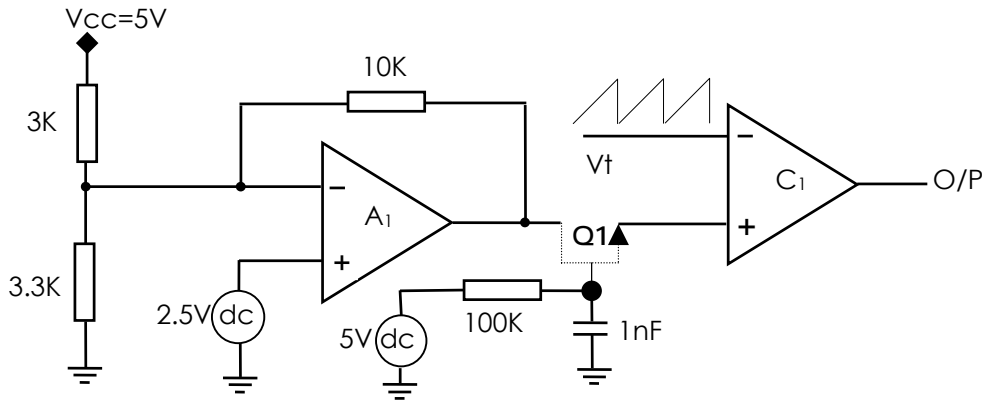 Vcc=5V
10K
3K
Vt
−
C1
O/P
−
A1
Q1
+
3.3K
+
2.5V dc
100K
5V dc
1nF